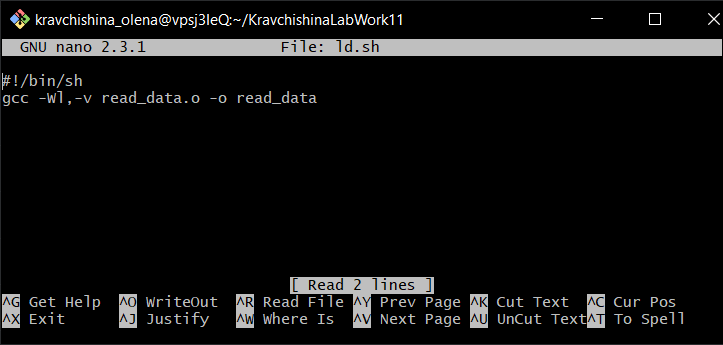 kravchishina_olena@vpsj3leQ:~/KravchishinaLabWork11
GNU nano 2.3.1 File: ld.sh
#!/bin/sh
gcc -Wl,-v read_data.o -o read_data
[ Read 2 lines ]
^G Get Help ^O WriteOut ^R Read File ^Y Prev Page ^K Cut Text ^C Cur Pos
^X Exit ^J Justify ^W Where Is ^V Next Page ^U UnCut Text ^T To Spell